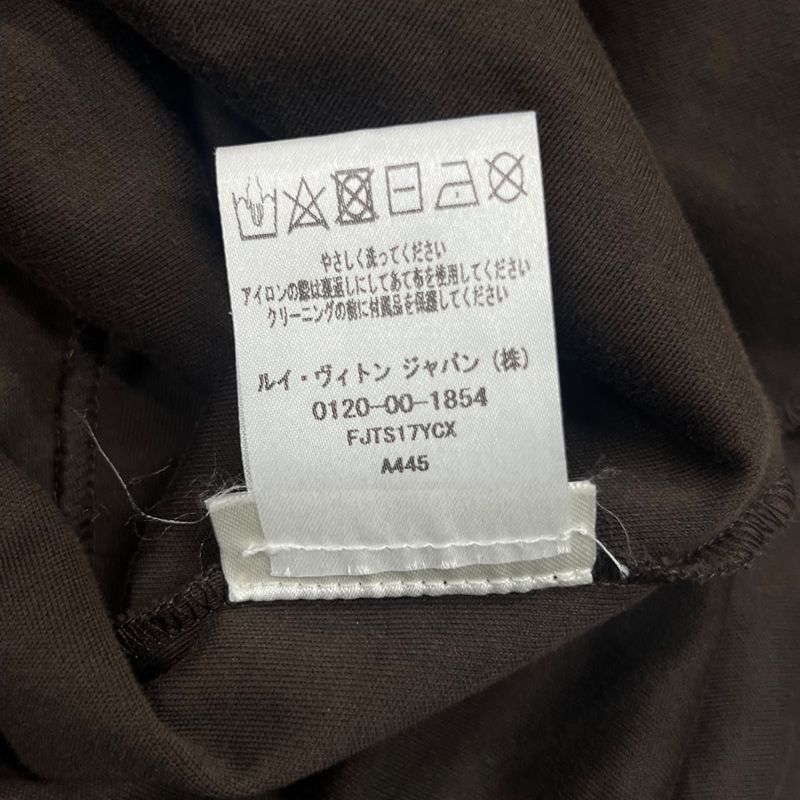 やさしく洗ってください
アイロンの際は裏返しにしてあて布を使用してください
クリーニングの前に付属品を保護してください
ルイ・ヴィトン ジャパン(株)
0120-00-1854
FJTS17YCX
A445